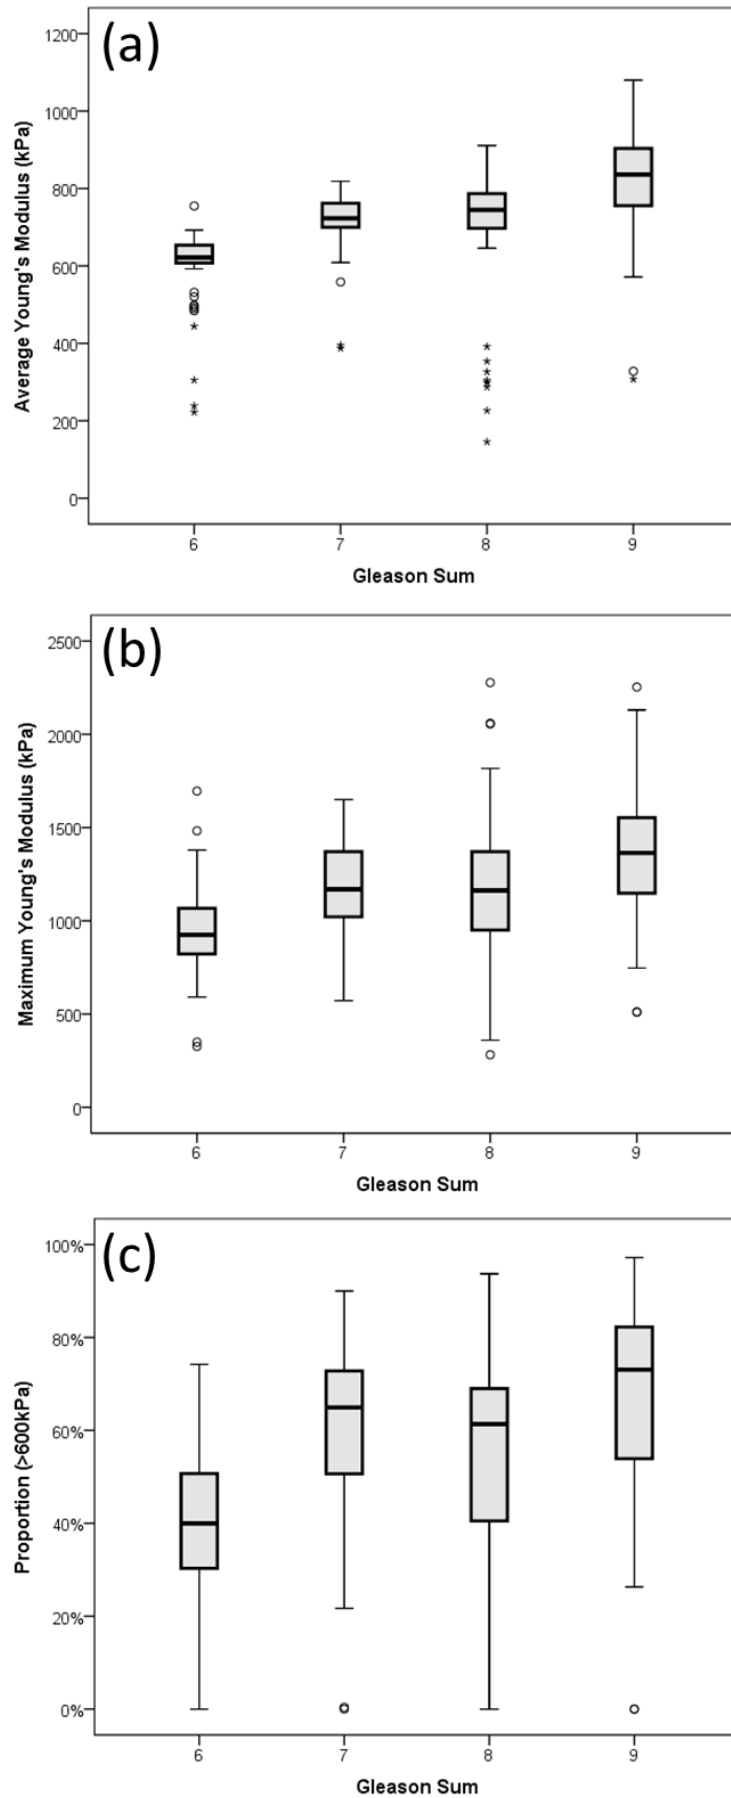 (a)
Average Young's Modulus (kPa)
1200
1000
800
600
400
200
0
6 7 8 9
Gleason Sum
(b)
Maximum Young's Modulus (kPa)
2500
2000
1500
1000
500
0
6 7 8 9
Gleason Sum
(c)
Proportion (>600kPa)
100%
80%
60%
40%
20%
0%
6 7 8 9
Gleason Sum